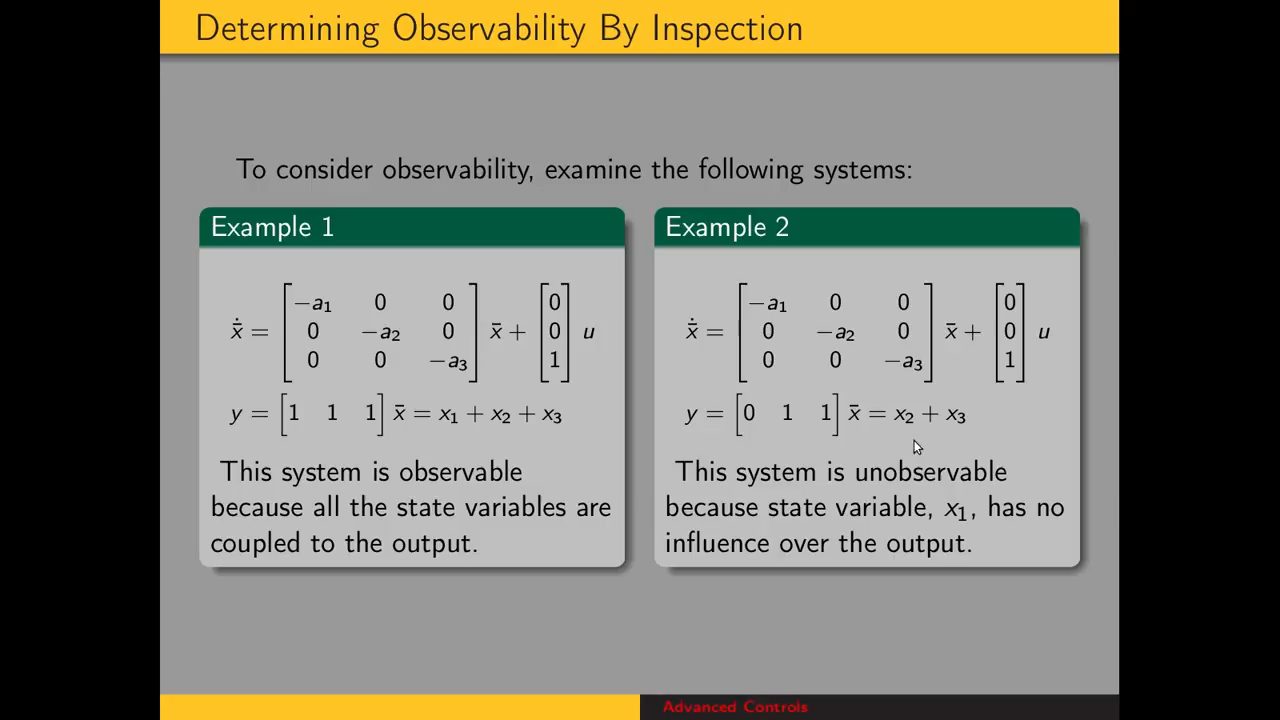 Determining Observability By Inspection
To consider observability, examine the following systems:
Example 1
ẋ̄ = [−a₁ 0 0; 0 −a₂ 0; 0 0 −a₃] x̄ + [0; 0; 1] u
y = [1 1 1] x̄ = x₁ + x₂ + x₃
This system is observable
because all the state variables are
coupled to the output.
Example 2
ẋ̄ = [−a₁ 0 0; 0 −a₂ 0; 0 0 −a₃] x̄ + [0; 0; 1] u
y = [0 1 1] x̄ = x₂ + x₃
This system is unobservable
because state variable, x₁, has no
influence over the output.
Advanced Controls